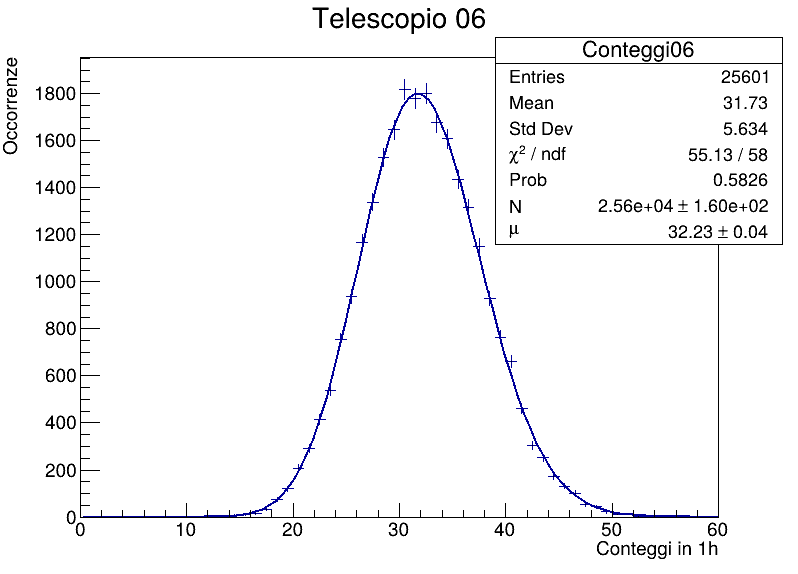 Telescopio 06
Conteggi06
Entries 25601
Mean 31.73
Std Dev 5.634
χ² / ndf 55.13 / 58
Prob 0.5826
N 2.56e+04 ± 1.60e+02
μ 32.23 ± 0.04
Occorrenze
1800
1600
1400
1200
1000
800
600
400
200
0
0 10 20 30 40 50 60
Conteggi in 1h